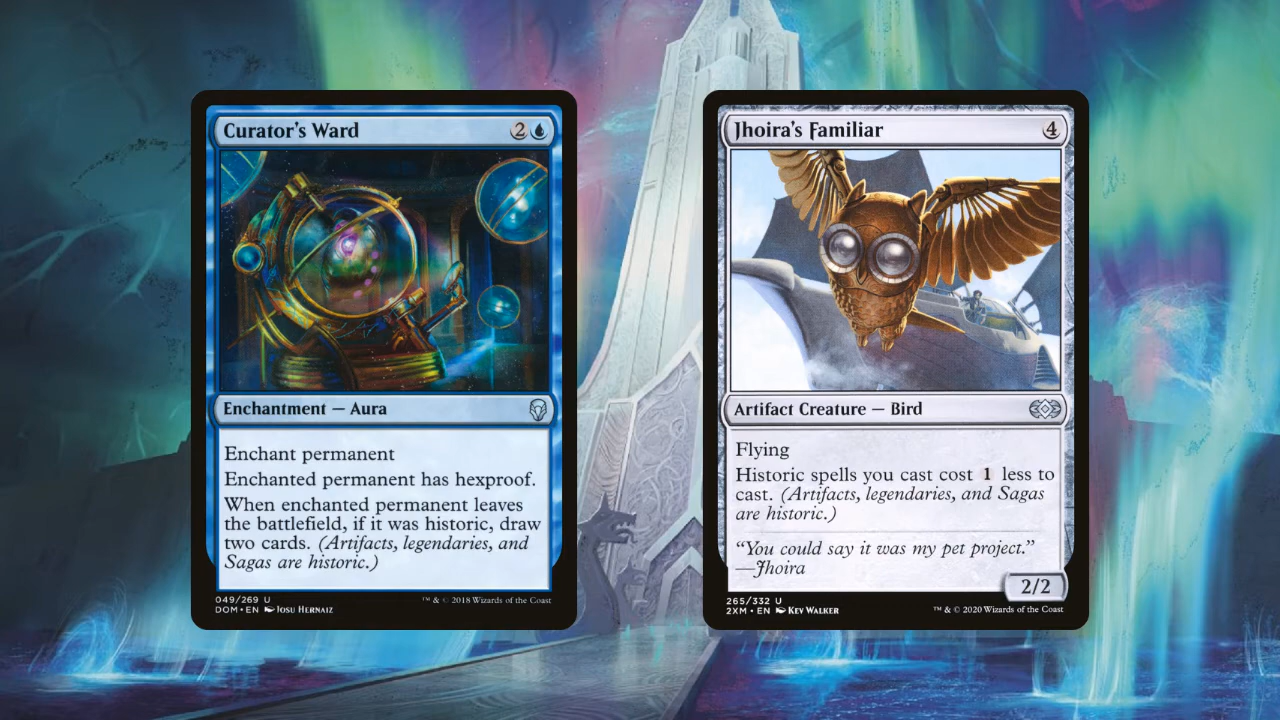 Curator's Ward 2
Enchantment — Aura
Enchant permanent
Enchanted permanent has hexproof.
When enchanted permanent leaves
the battlefield, if it was historic, draw
two cards. (Artifacts, legendaries, and
Sagas are historic.)
049/269 U
DOM • EN Josu Hernaiz
™ & © 2018 Wizards of the Coast
Jhoira's Familiar 4
Artifact Creature — Bird
Flying
Historic spells you cast cost 1 less to
cast. (Artifacts, legendaries, and Sagas
are historic.)
“You could say it was my pet project.”
—Jhoira
2/2
265/332 U
2XM • EN Kev Walker
™ & © 2020 Wizards of the Coast